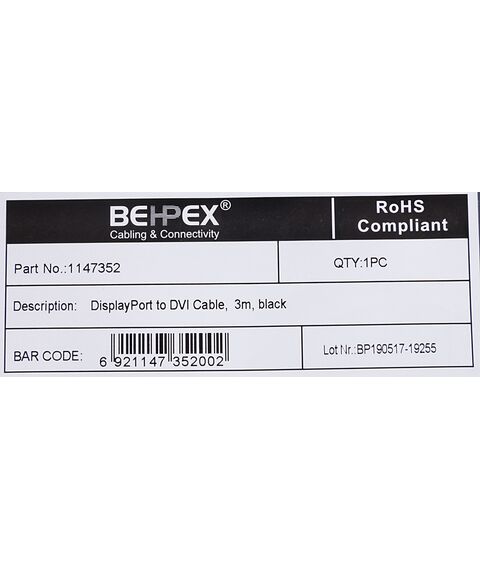 BEHPEX®
Cabling & Connectivity
RoHS
Compliant
Part No.:1147352
QTY:1PC
Description: DisplayPort to DVI Cable, 3m, black
BAR CODE:
6 921147 352002
Lot Nr.:BP190517-19255